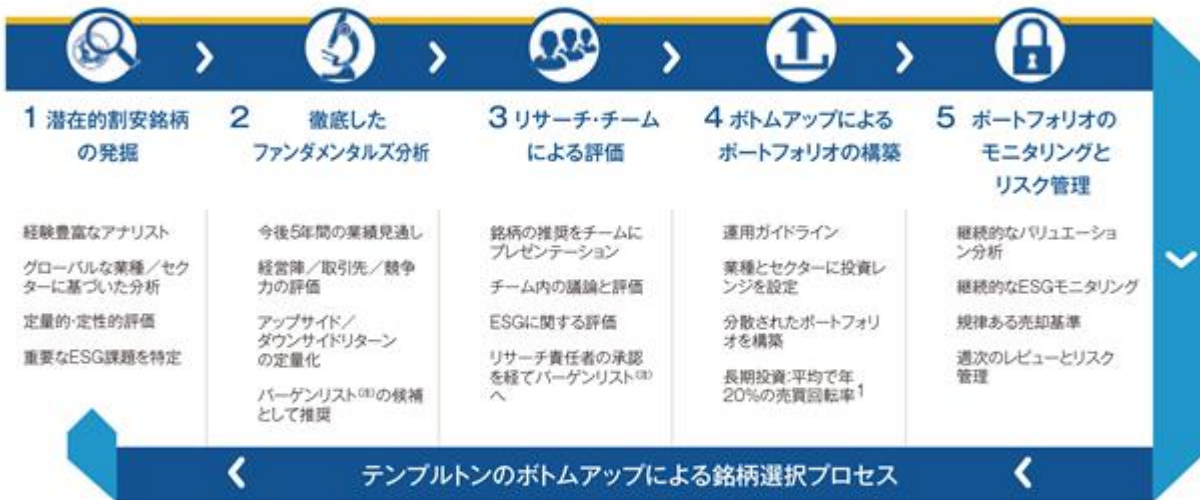 1 潜在的割安銘柄
の発掘
経験豊富なアナリスト
グローバルな業種／セク
ターに基づいた分析
定量的・定性的評価
重要なESG課題を特定
2 徹底した
ファンダメンタルズ分析
今後5年間の業績見通し
経営陣／取引先／競争
力の評価
アップサイド／
ダウンサイドリターン
の定量化
バーゲンリスト(注)の候補
として推奨
3 リサーチ・チーム
による評価
銘柄の推奨をチームに
プレゼンテーション
チーム内の議論と評価
ESGに関する評価
リサーチ責任者の承認
を経てバーゲンリスト(注)
へ
4 ボトムアップによる
ポートフォリオの構築
運用ガイドライン
業種とセクターに投資レ
ンジを設定
分散されたポートフォリ
オを構築
長期投資:平均で年
20%の売買回転率1
5 ポートフォリオの
モニタリングと
リスク管理
継続的なバリュエーショ
ン分析
継続的なESGモニタリング
規律ある売却基準
週次のレビューとリスク
管理
テンプルトンのボトムアップによる銘柄選択プロセス